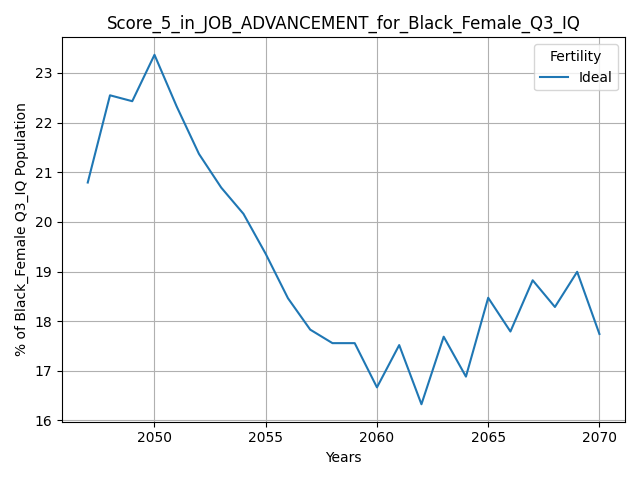 Score_5_in_JOB_ADVANCEMENT_for_Black_Female_Q3_IQ
Fertility
Ideal
% of Black_Female Q3_IQ Population
23
22
21
20
19
18
17
16
2050
2055
2060
2065
2070
Years